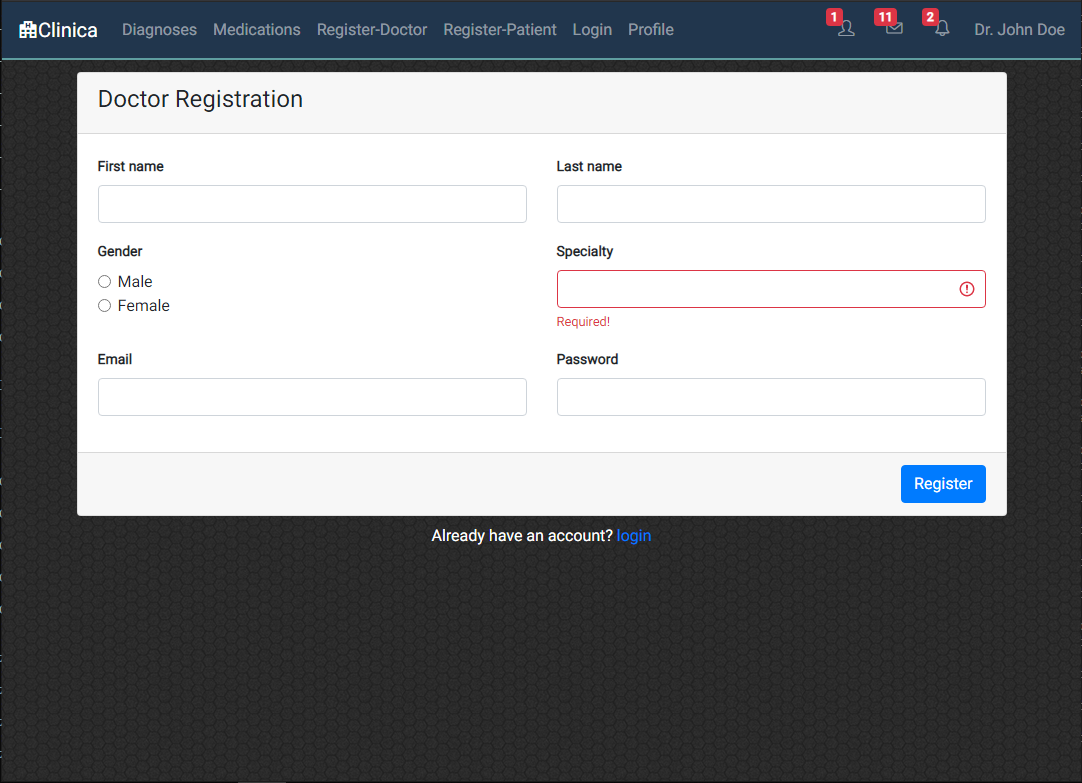 Clinica Diagnoses Medications Register-Doctor Register-Patient Login Profile 1 11 2 Dr. John Doe
Doctor Registration
First name Last name
Gender Specialty
Male
Female
Required!
Email Password
Register
Already have an account? login